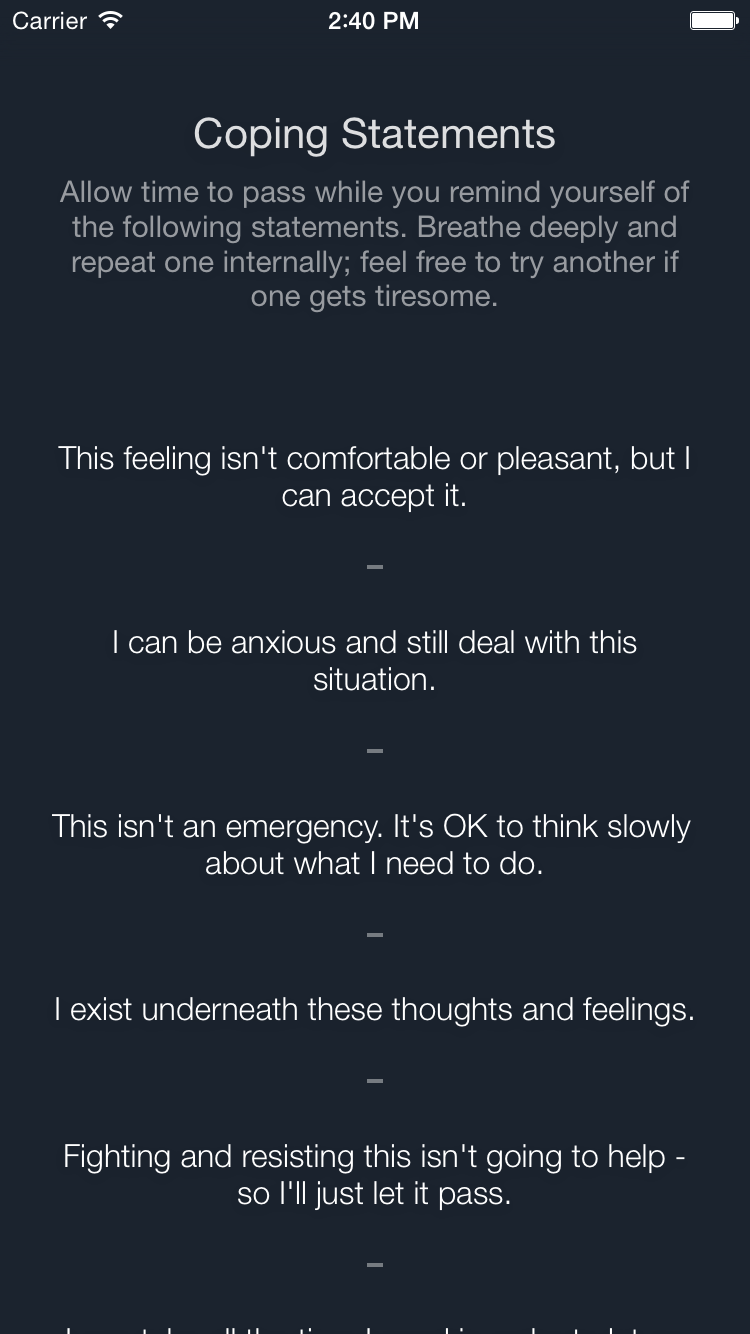 Carrier 2:40 PM
Coping Statements
Allow time to pass while you remind yourself of
the following statements. Breathe deeply and
repeat one internally; feel free to try another if
one gets tiresome.
This feeling isn't comfortable or pleasant, but I
can accept it.
–
I can be anxious and still deal with this
situation.
–
This isn't an emergency. It's OK to think slowly
about what I need to do.
–
I exist underneath these thoughts and feelings.
–
Fighting and resisting this isn't going to help -
so I'll just let it pass.
–